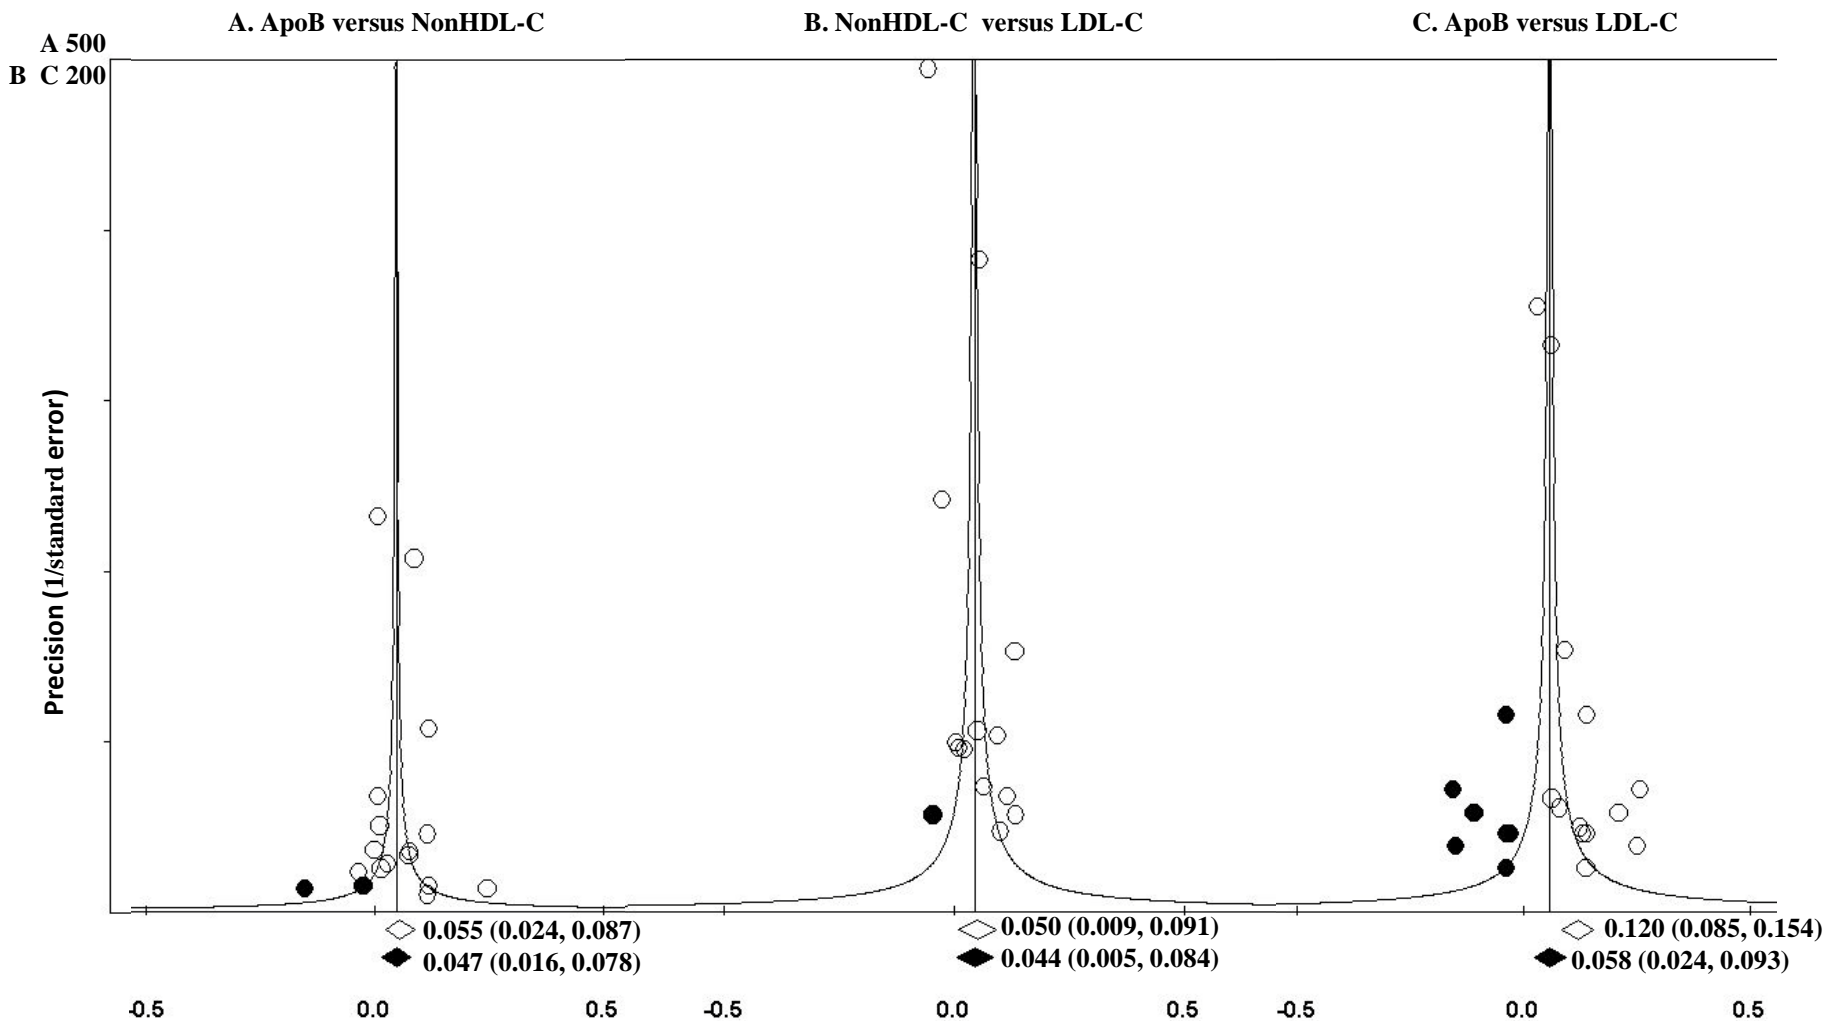 A. ApoB versus NonHDL-C
B. NonHDL-C versus LDL-C
C. ApoB versus LDL-C
A 500
B C 200
Precision (1/standard error)
0.055 (0.024, 0.087)
0.050 (0.009, 0.091)
0.120 (0.085, 0.154)
0.047 (0.016, 0.078)
0.044 (0.005, 0.084)
0.058 (0.024, 0.093)
-0.5 0.0 0.5 -0.5 0.0 0.5 -0.5 0.0 0.5